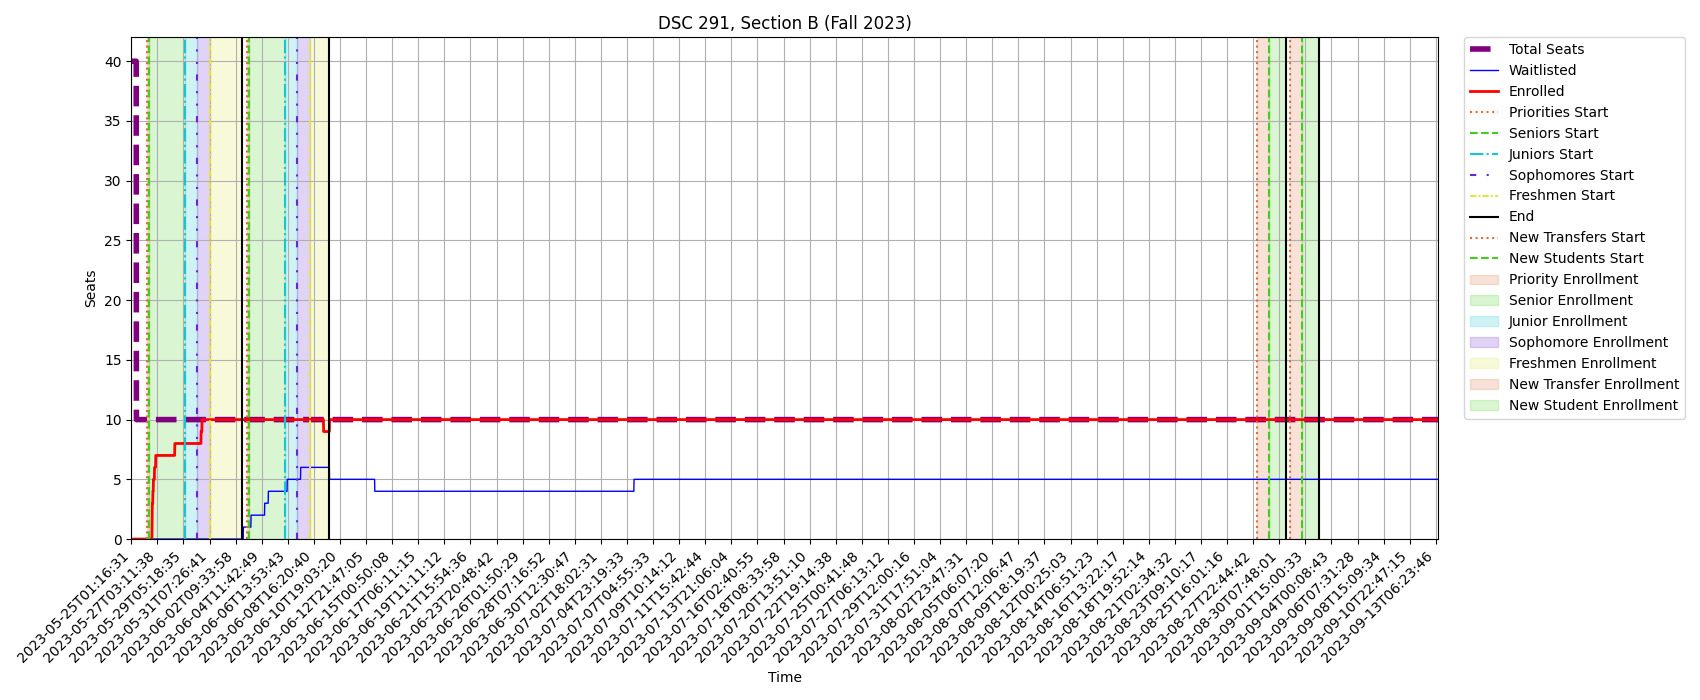 DSC 291, Section B (Fall 2023)
Seats
40
35
30
25
20
15
10
5
0
2023-05-25T01:16:31
2023-05-27T03:11:38
2023-05-29T05:18:35
2023-05-31T07:26:41
2023-06-02T09:33:58
2023-06-04T11:42:49
2023-06-06T13:53:43
2023-06-08T16:20:40
2023-06-10T19:03:20
2023-06-12T21:47:05
2023-06-15T00:50:08
2023-06-17T06:11:15
2023-06-19T11:11:12
2023-06-21T15:54:36
2023-06-23T20:48:42
2023-06-26T01:50:29
2023-06-28T07:16:52
2023-06-30T12:30:47
2023-07-02T18:02:31
2023-07-04T23:19:33
2023-07-07T04:55:33
2023-07-09T10:14:12
2023-07-11T15:42:44
2023-07-13T21:06:04
2023-07-16T02:40:55
2023-07-18T08:33:58
2023-07-20T13:51:10
2023-07-22T19:14:38
2023-07-25T00:41:48
2023-07-27T06:13:12
2023-07-29T12:00:16
2023-07-31T17:51:04
2023-08-02T23:47:31
2023-08-05T06:07:20
2023-08-07T12:06:47
2023-08-09T18:19:37
2023-08-12T00:25:03
2023-08-14T06:51:23
2023-08-16T13:22:17
2023-08-18T19:52:14
2023-08-21T02:34:32
2023-08-23T09:10:17
2023-08-25T16:01:16
2023-08-27T22:44:42
2023-08-30T07:48:01
2023-09-01T15:00:33
2023-09-04T00:08:43
2023-09-06T07:31:28
2023-09-08T15:09:34
2023-09-10T22:47:15
2023-09-13T06:23:46
Time
Total Seats
Waitlisted
Enrolled
Priorities Start
Seniors Start
Juniors Start
Sophomores Start
Freshmen Start
End
New Transfers Start
New Students Start
Priority Enrollment
Senior Enrollment
Junior Enrollment
Sophomore Enrollment
Freshmen Enrollment
New Transfer Enrollment
New Student Enrollment